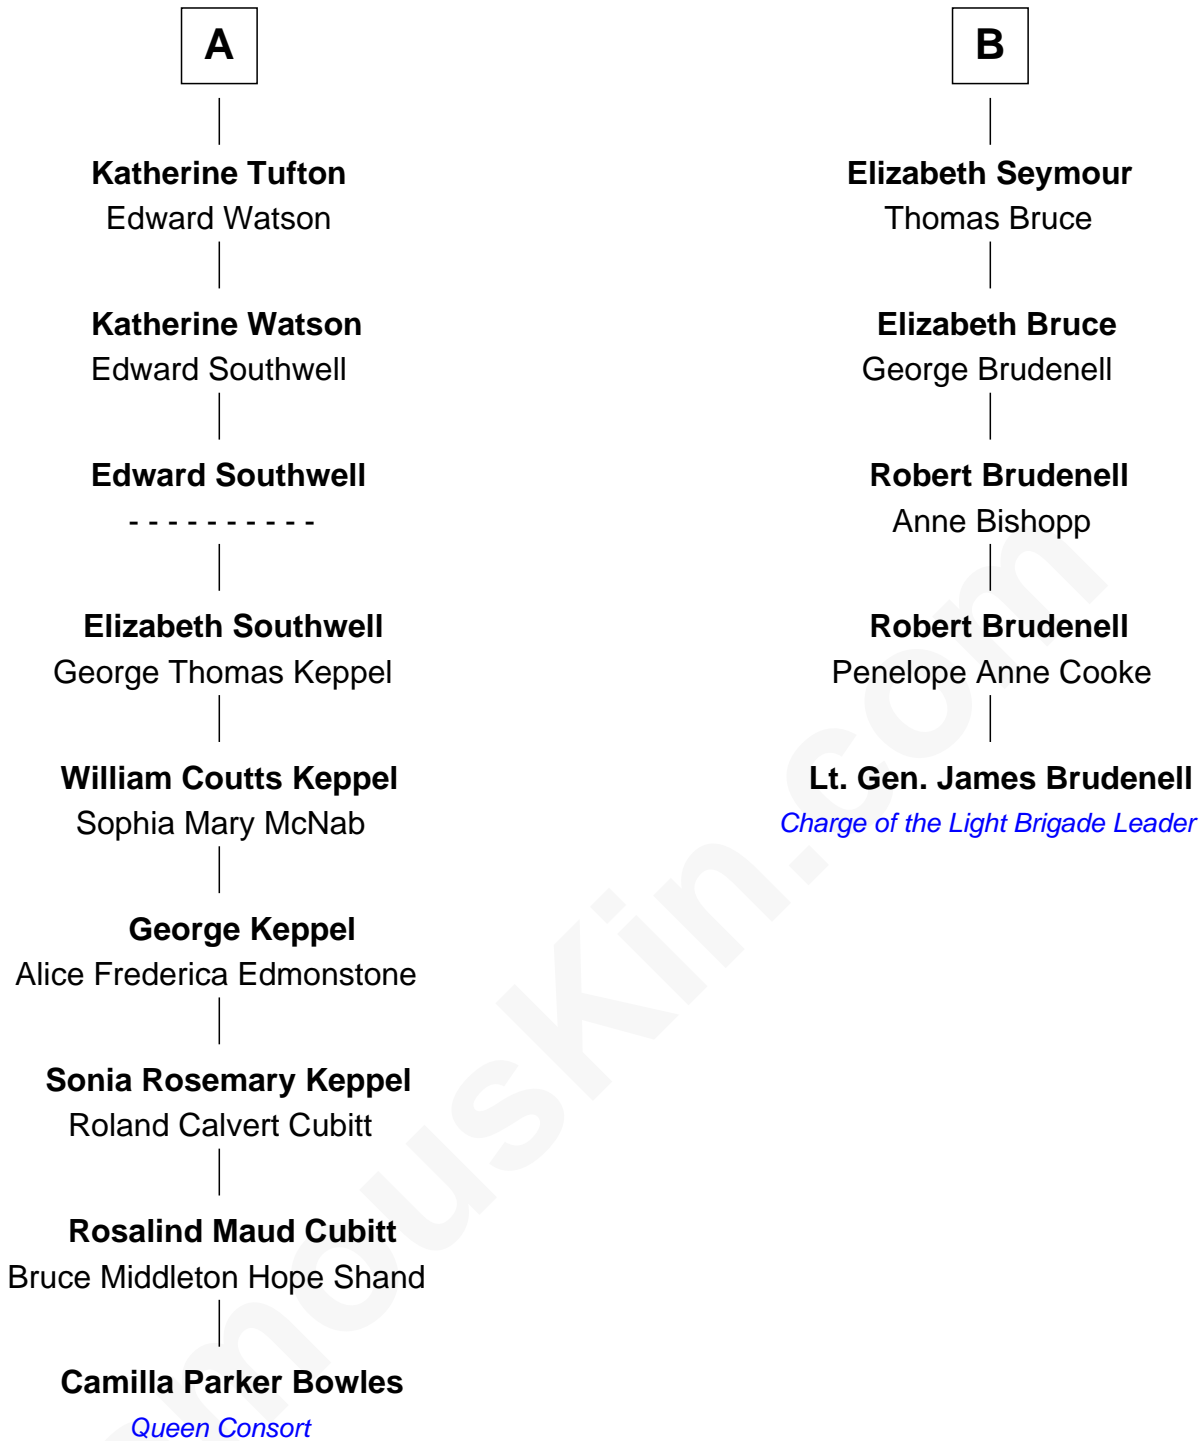 A
Katherine Tufton
Edward Watson
Katherine Watson
Edward Southwell
Edward Southwell
- - - - - - - - - -
Elizabeth Southwell
George Thomas Keppel
William Coutts Keppel
Sophia Mary McNab
George Keppel
Alice Frederica Edmonstone
Sonia Rosemary Keppel
Roland Calvert Cubitt
Rosalind Maud Cubitt
Bruce Middleton Hope Shand
Camilla Parker Bowles
Queen Consort
B
Elizabeth Seymour
Thomas Bruce
Elizabeth Bruce
George Brudenell
Robert Brudenell
Anne Bishopp
Robert Brudenell
Penelope Anne Cooke
Lt. Gen. James Brudenell
Charge of the Light Brigade Leader
mouskin.com